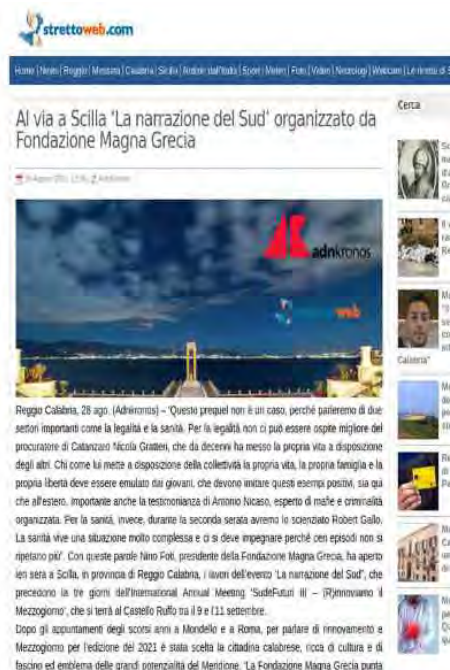 strettoweb.com
Home | News | Reggio | Messina | Calabria | Sicilia | Notizie dall'Italia | Sport | Meteo | Foto | Video | Necrologi | Webcam | Le ricette di S
Al via a Scilla 'La narrazione del Sud' organizzato da
Fondazione Magna Grecia
Cerca
adnkronos
web
Calabria"
Reggio Calabria, 28 ago. (Adnkronos) – "Questo prequel non è un caso, perché parleremo di due
settori importanti come la legalità e la sanità. Per la legalità non ci può essere ospite migliore del
procuratore di Catanzaro Nicola Gratteri, che da decenni ha messo la propria vita a disposizione
degli altri. Chi come lui mette a disposizione della collettività la propria vita, la propria famiglia e la
propria libertà deve essere emulato dai giovani, che devono imitare questi esempi positivi, sia qui
che all'estero. Importante anche la testimonianza di Antonio Nicaso, esperto di mafie e criminalità
organizzata. Per la sanità, invece, durante la seconda serata avremo lo scienziato Robert Gallo.
La sanità vive una situazione molto complessa e ci si deve impegnare perché cen episodi non si
ripetano più". Con queste parole Nino Foti, presidente della Fondazione Magna Grecia, ha aperto
ieri sera a Scilla, in provincia di Reggio Calabria, i lavori dell'evento 'La narrazione del Sud', che
precedono la tre giorni dell'International Annual Meeting 'SudeFuturi III – (R)innoviamo il
Mezzogiorno', che si terrà al Castello Ruffo tra il 9 e l'11 settembre.
Dopo gli appuntamenti degli scorsi anni a Mondello e a Roma, per parlare di rinnovamento e
Mezzogiorno per l'edizione del 2021 è stata scelta la cittadina calabrese, ricca di cultura e di
fascino ed emblema delle grandi potenzialità del Meridione. "La Fondazione Magna Grecia punta